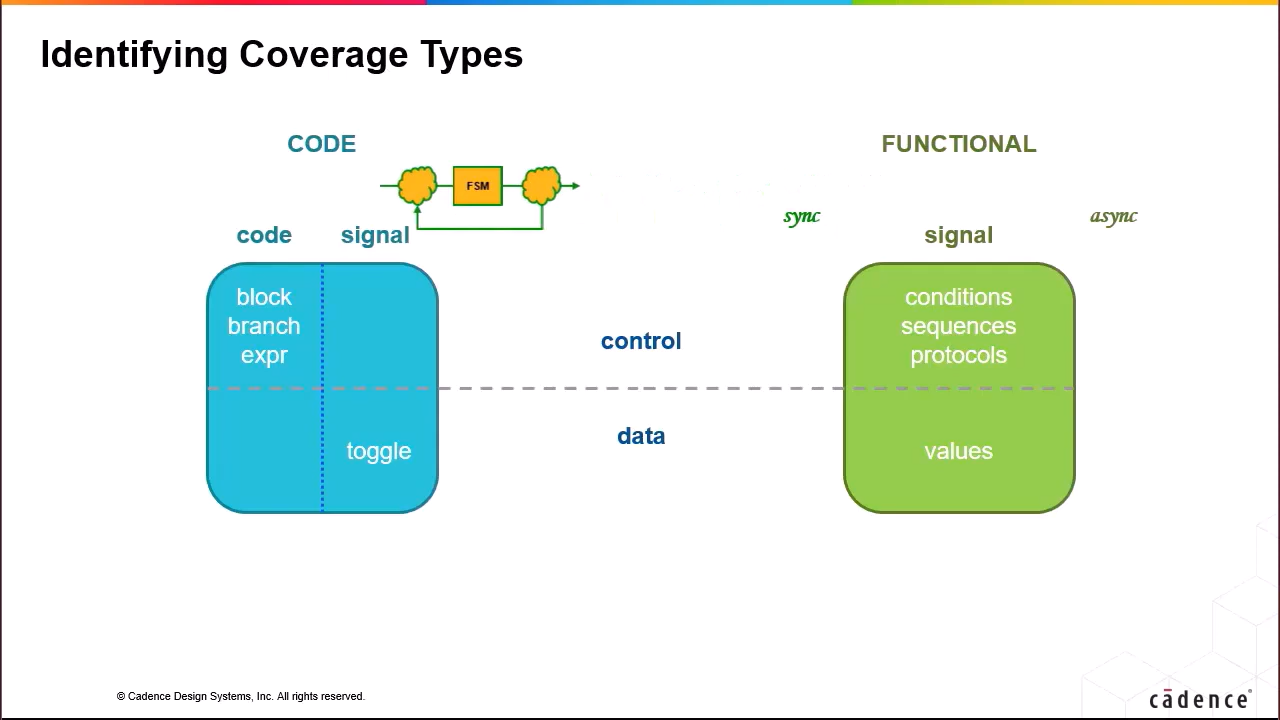 Identifying Coverage Types
CODE
FUNCTIONAL
FSM
sync
async
code
signal
signal
block
branch
expr
conditions
sequences
protocols
control
data
toggle
values
© Cadence Design Systems, Inc. All rights reserved.
cādence®